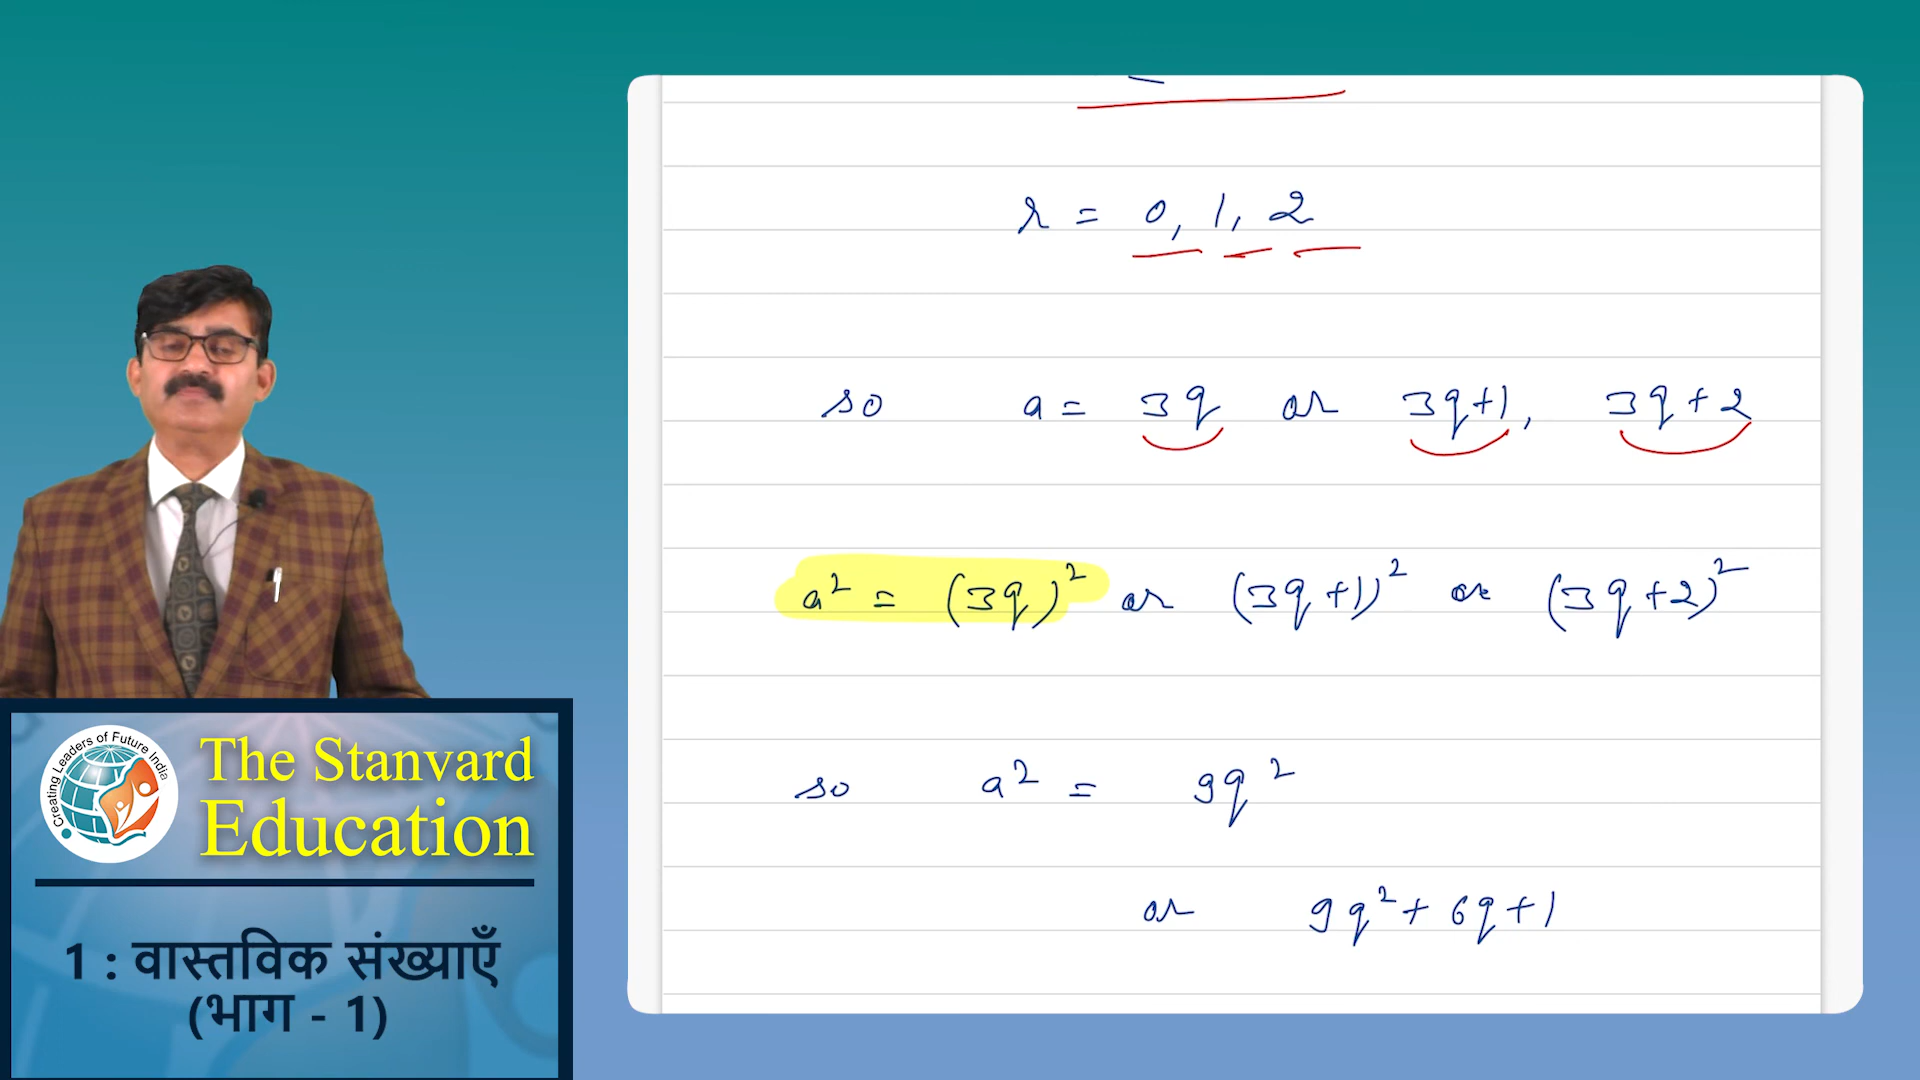 r = 0, 1, 2
so a = 3q or 3q+1, 3q+2
a² = (3q)² or (3q+1)² or (3q+2)²
so a² = 9q²
or 9q² + 6q + 1
Creating Leaders of Future India
The Stanvard
Education
1 : वास्तविक संख्याएँ
(भाग - 1)